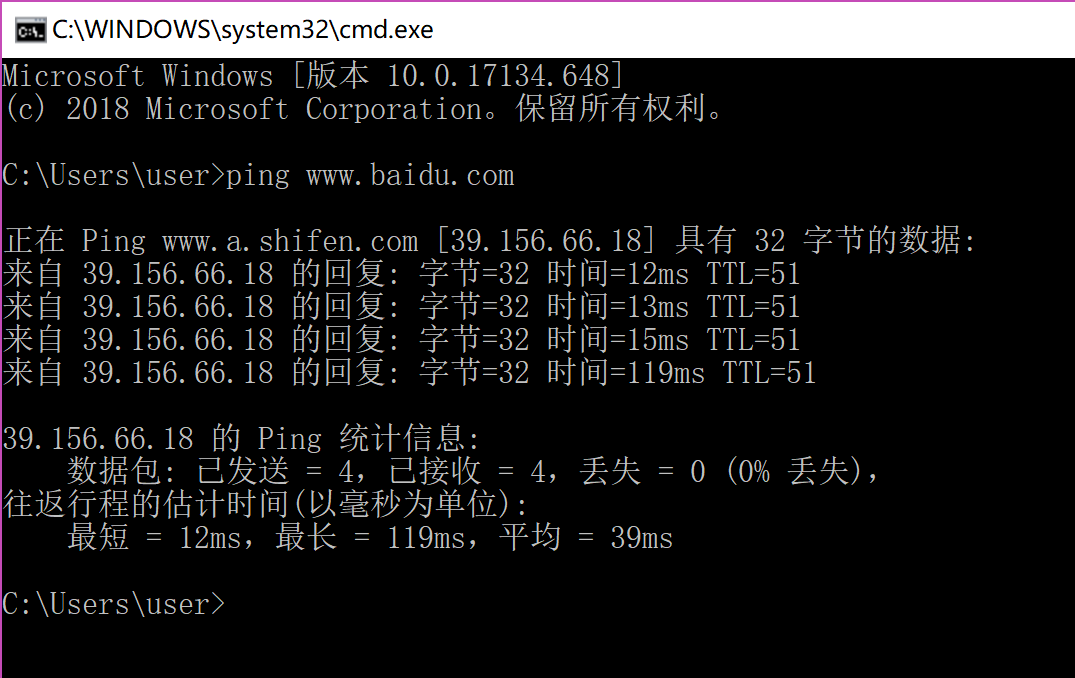 C:\WINDOWS\system32\cmd.exe
Microsoft Windows [版本 10.0.17134.648]
(c) 2018 Microsoft Corporation。保留所有权利。
C:\Users\user>ping www.baidu.com
正在 Ping www.a.shifen.com [39.156.66.18] 具有 32 字节的数据:
来自 39.156.66.18 的回复: 字节=32 时间=12ms TTL=51
来自 39.156.66.18 的回复: 字节=32 时间=13ms TTL=51
来自 39.156.66.18 的回复: 字节=32 时间=15ms TTL=51
来自 39.156.66.18 的回复: 字节=32 时间=119ms TTL=51
39.156.66.18 的 Ping 统计信息:
数据包: 已发送 = 4，已接收 = 4，丢失 = 0 (0% 丢失)，
往返行程的估计时间(以毫秒为单位):
最短 = 12ms，最长 = 119ms，平均 = 39ms
C:\Users\user>